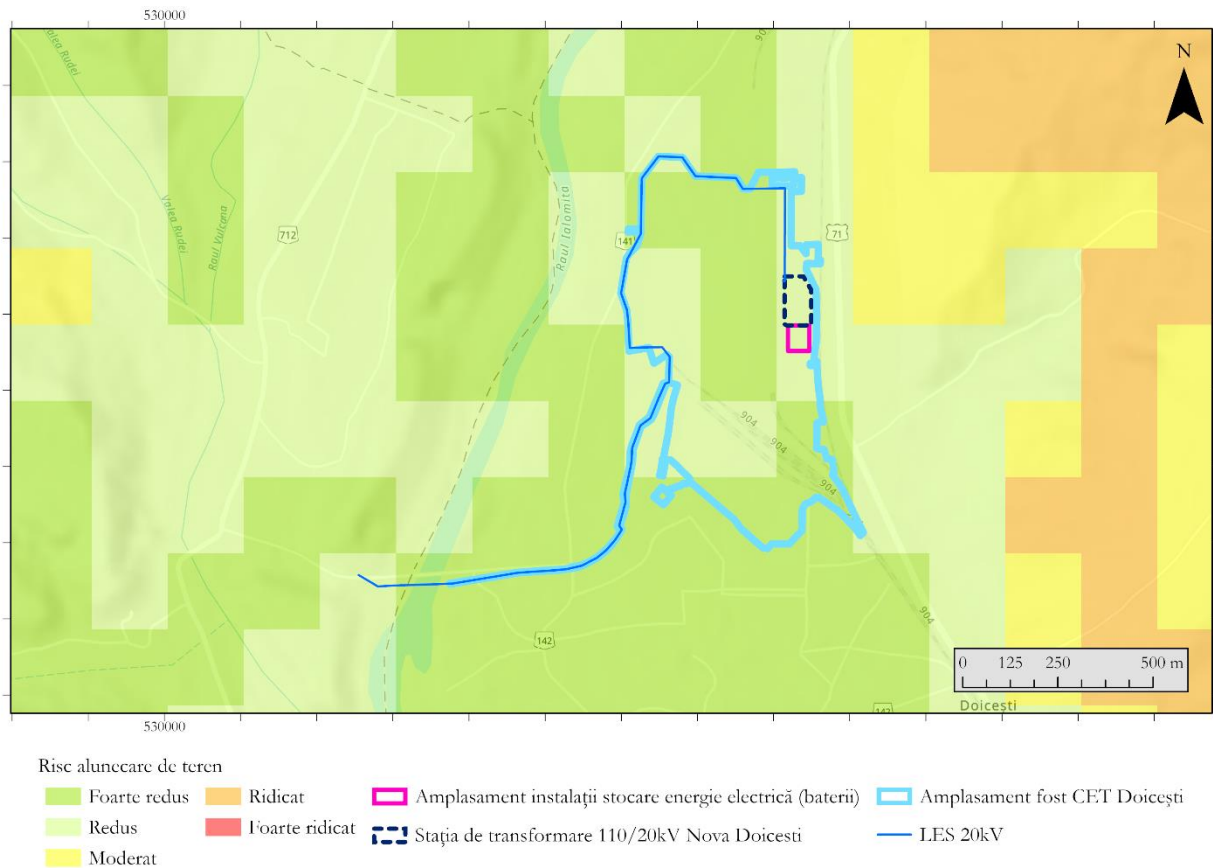 530000
Valea Rudei
904
N
Valea Rudei
Raul Vulcana
712
Raul Ialomita
141
71
904
904
904
904
142
0 125 250 500 m
Doicești
142
530000
Risc alunecare de teren
Foarte redus
Ridicat
Amplasament instalații stocare energie electrică (baterii)
Amplasament fost CET Doicești
Redus
Foarte ridicat
Stația de transformare 110/20kV Nova Doicesti
LES 20kV
Moderat